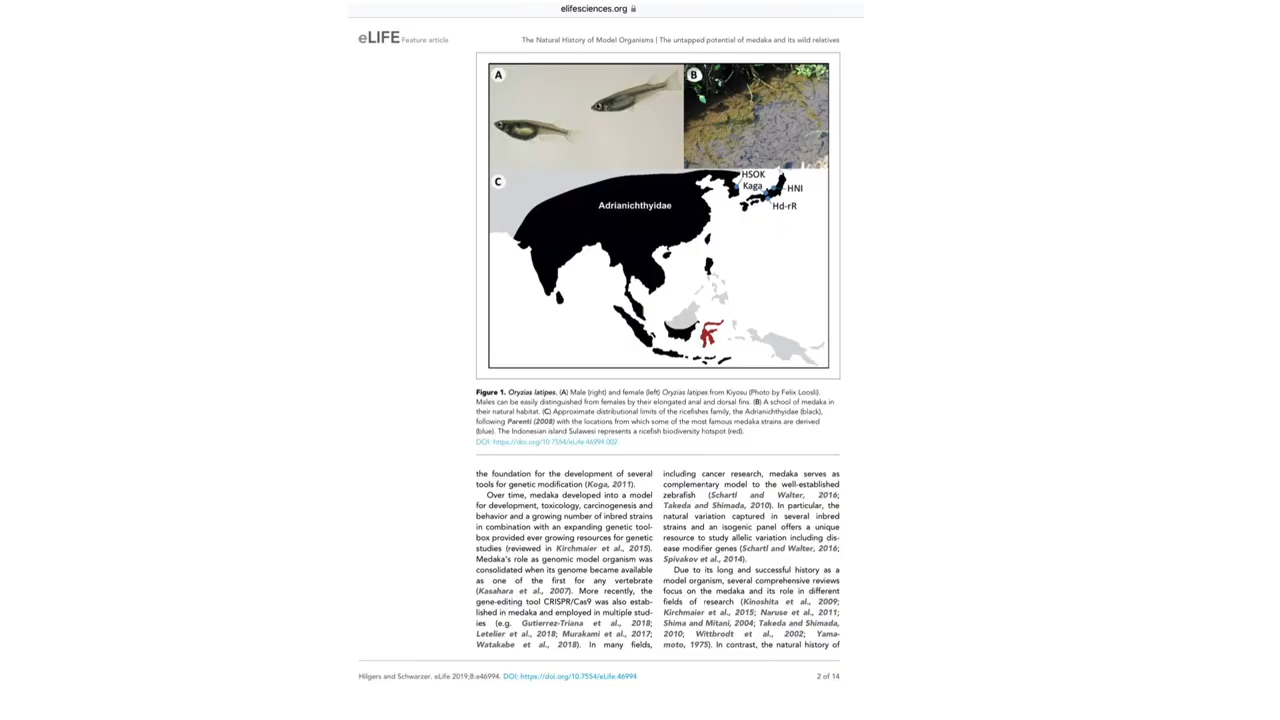 elifesciences.org
eLIFE Feature article
The Natural History of Model Organisms | The untapped potential of medaka and its wild relatives
A
B
C
HSOK
Kaga
HNI
Hd-rR
Adrianichthyidae
Figure 1. Oryzias latipes. (A) Male (right) and female (left) Oryzias latipes from Kiyosu (Photo by Felix Loosli).
Males can be easily distinguished from females by their elongated anal and dorsal fins. (B) A school of medaka in
their natural habitat. (C) Approximate distributional limits of the ricefishes family, the Adrianichthyidae (black),
following Parenti (2008) with the locations from which some of the most famous medaka strains are derived
(blue). The Indonesian island Sulawesi represents a ricefish biodiversity hotspot (red).
DOI: https://doi.org/10.7554/eLife.46994.002
the foundation for the development of several
tools for genetic modification (Koga, 2011).
Over time, medaka developed into a model
for development, toxicology, carcinogenesis and
behavior and a growing number of inbred strains
in combination with an expanding genetic tool-
box provided ever growing resources for genetic
studies (reviewed in Kirchmaier et al., 2015).
Medaka's role as genomic model organism was
consolidated when its genome became available
as one of the first for any vertebrate
(Kasahara et al., 2007). More recently, the
gene-editing tool CRISPR/Cas9 was also estab-
lished in medaka and employed in multiple stud-
ies (e.g. Gutierrez-Triana et al., 2018;
Letelier et al., 2018; Murakami et al., 2017;
Watakabe et al., 2018). In many fields,
including cancer research, medaka serves as
complementary model to the well-established
zebrafish (Schartl and Walter, 2016;
Takeda and Shimada, 2010). In particular, the
natural variation captured in several inbred
strains and an isogenic panel offers a unique
resource to study allelic variation including dis-
ease modifier genes (Schartl and Walter, 2016;
Spivakov et al., 2014).
Due to its long and successful history as a
model organism, several comprehensive reviews
focus on the medaka and its role in different
fields of research (Kinoshita et al., 2009;
Kirchmaier et al., 2015; Naruse et al., 2011;
Shima and Mitani, 2004; Takeda and Shimada,
2010; Wittbrodt et al., 2002; Yama-
moto, 1975). In contrast, the natural history of
Hilgers and Schwarzer. eLife 2019;8:e46994. DOI: https://doi.org/10.7554/eLife.46994
2 of 14